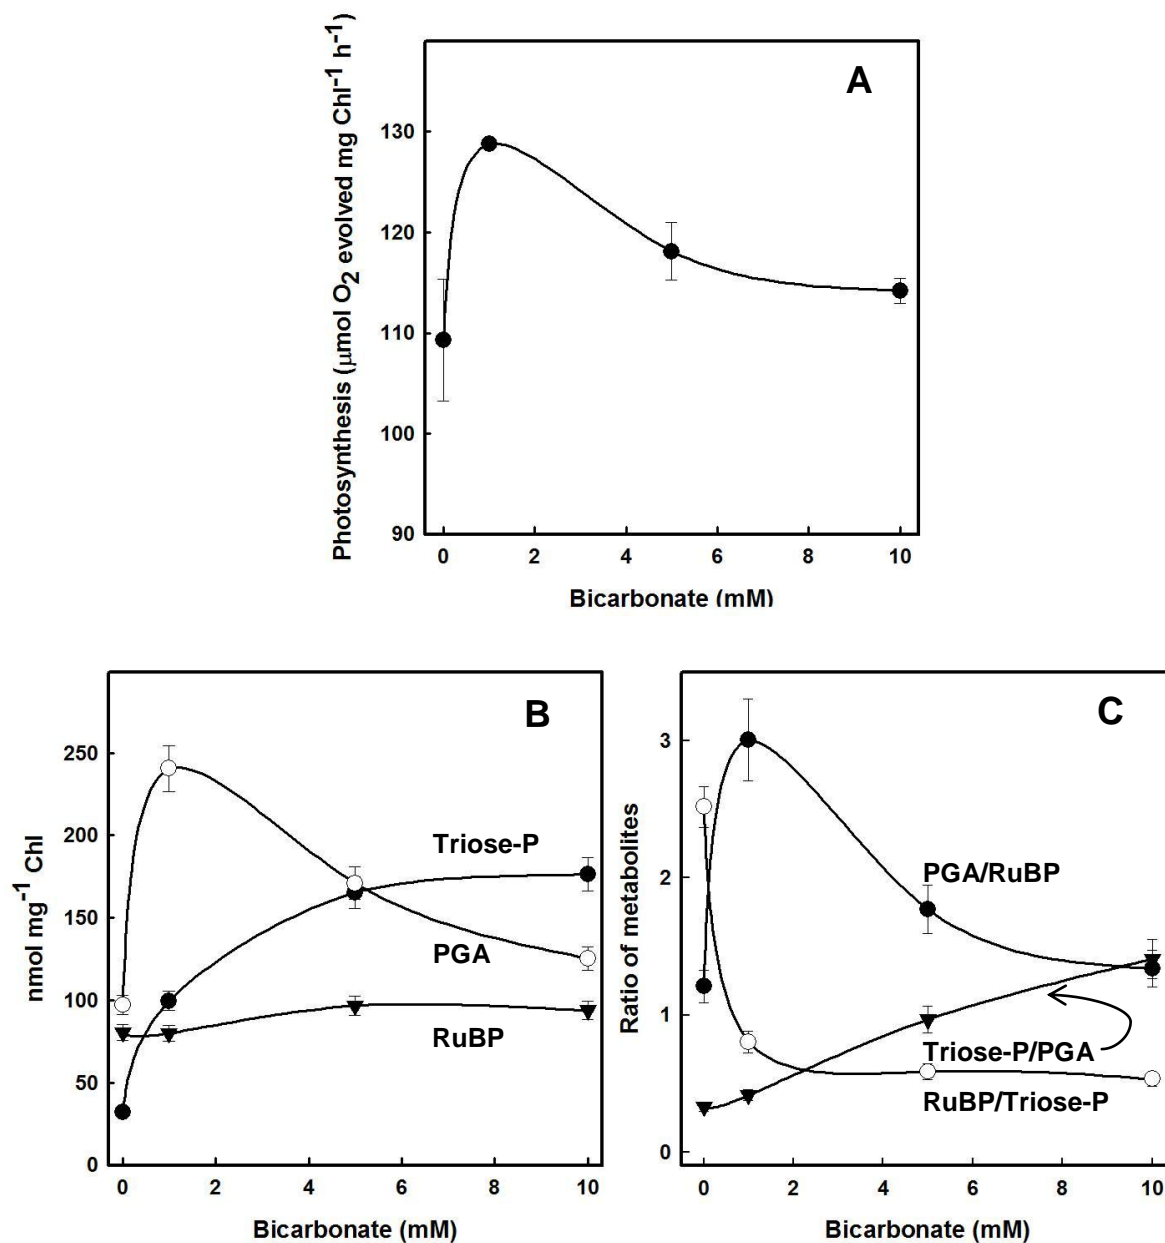 A
Photosynthesis (μmol O2 evolved mg Chl-1 h-1)
130
120
110
100
90
0 2 4 6 8 10
Bicarbonate (mM)
B
nmol mg-1 Chl
250
200
150
100
50
0
Triose-P
PGA
RuBP
0 2 4 6 8 10
Bicarbonate (mM)
C
Ratio of metabolites
3
2
1
0
PGA/RuBP
Triose-P/PGA
RuBP/Triose-P
0 2 4 6 8 10
Bicarbonate (mM)